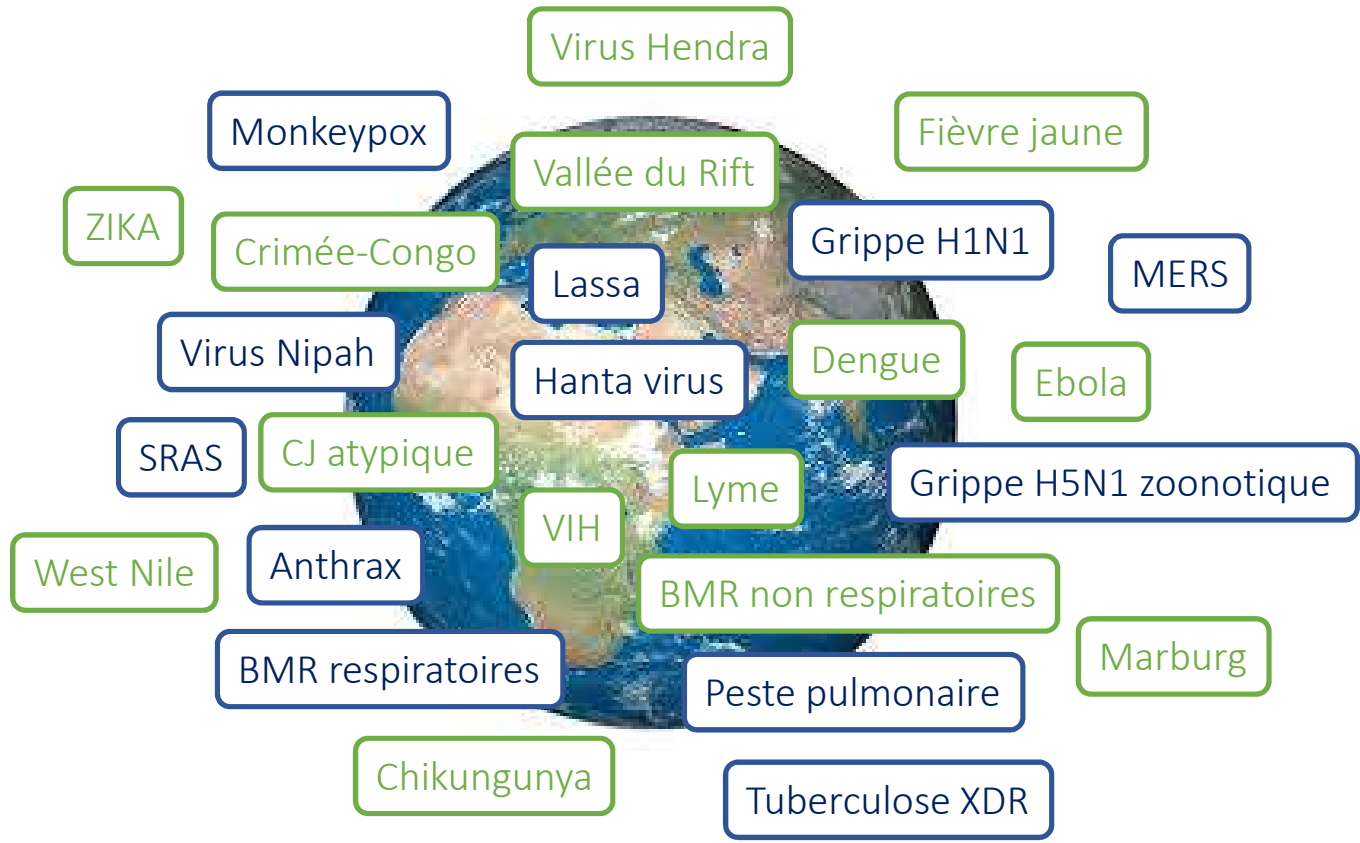 Virus Hendra
Monkeypox
Fièvre jaune
Vallée du Rift
ZIKA
Crimée-Congo
Grippe H1N1
MERS
Lassa
Virus Nipah
Hanta virus
Dengue
Ebola
SRAS
CJ atypique
Lyme
Grippe H5N1 zoonotique
VIH
West Nile
Anthrax
BMR non respiratoires
BMR respiratoires
Marburg
Peste pulmonaire
Chikungunya
Tuberculose XDR